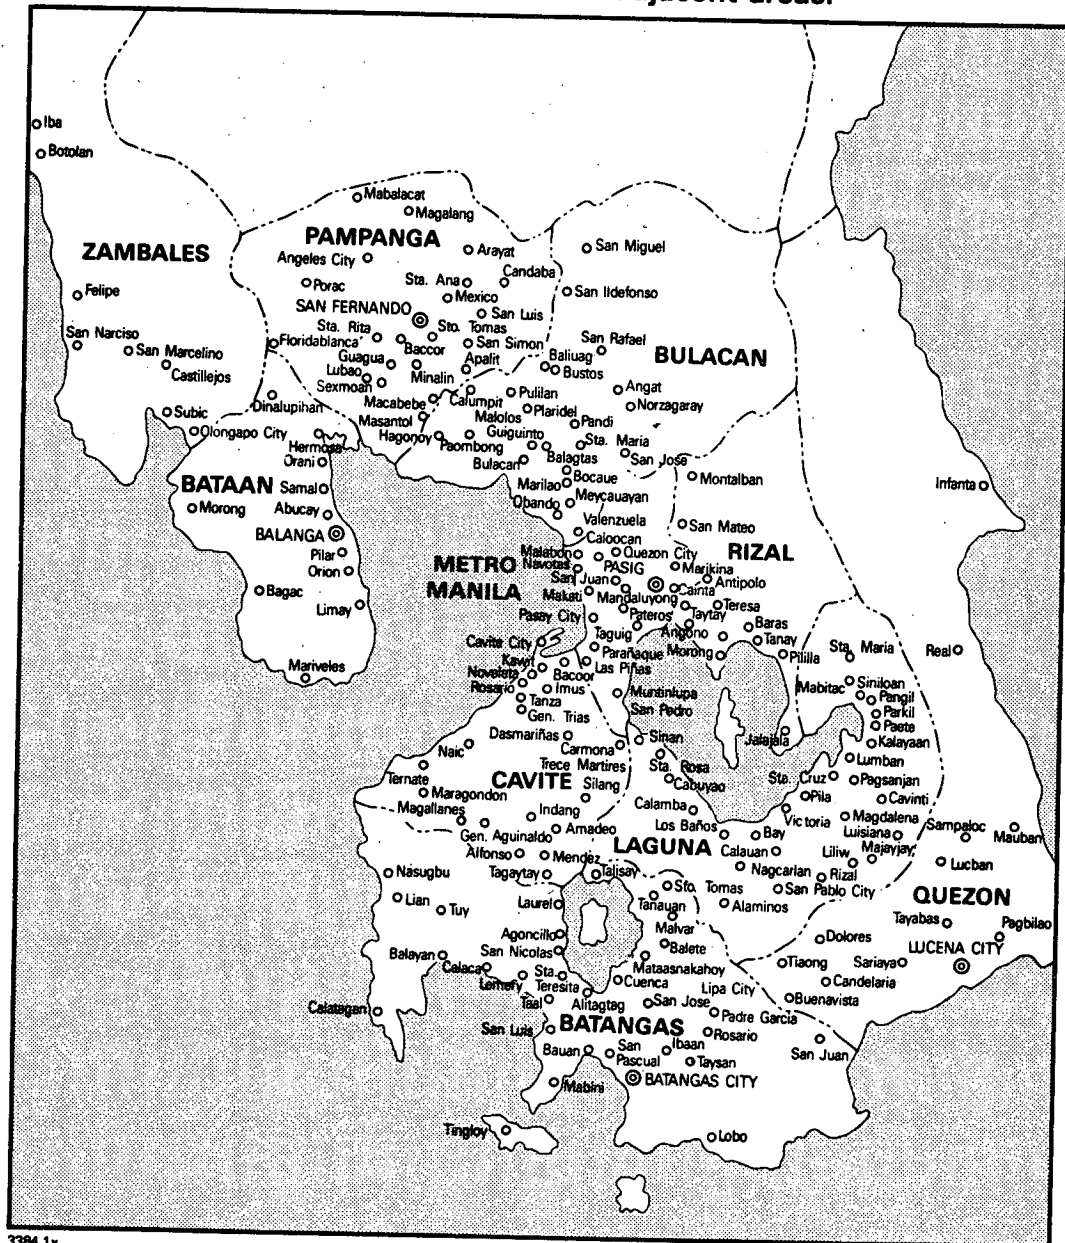 adjacent areas.
Iba
Botolan
Mabalacat
Magalang
ZAMBALES
PAMPANGA
Arayat
San Miguel
Angeles City
Candaba
Sta. Ana
Felipe
Porac
Mexico
San Ildefonso
SAN FERNANDO
San Luis
San Narciso
Sta. Rita
Sto. Tomas
San Rafael
Floridablanca
Baccor
San Simon
BULACAN
San Marcelino
Guagua
Apalit
Baliuag
Castillejos
Lubao
Minalin
Bustos
Sexmoan
Angat
Dinalupihan
Macabebe
Calumpit
Pulilan
Norzagaray
Subic
Masantol
Malolos
Plaridel
Pandi
Olongapo City
Hagonoy
Paombong
Guiguinto
Sta. Maria
Hermosa
Balagtas
San Jose
Orani
Bulacan
Bocaue
Montalban
BATAAN
Samal
Marilao
Infanta
Meycauayan
Morong
Abucay
Obando
Valenzuela
San Mateo
BALANGA
Caloocan
Pilar
METRO
Malabon
Quezon City
RIZAL
Navotas
PASIG
Marikina
Orion
MANILA
San Juan
Cainta
Antipolo
Bagac
Makati
Mandaluyong
Limay
Pateros
Taytay
Teresa
Pasay City
Baras
Taguig
Angono
Cavite City
Tanay
Sta. Maria
Parañaque
Morong
Pililla
Real
Mariveles
Kawit
Bacoor
Las Piñas
Noveleta
Siniloan
Rosario
Imus
Mabitac
Pangil
Muntinlupa
Tanza
San Pedro
Parkil
Gen. Trias
Paete
Dasmariñas
Sinan
Jalajala
Kalayaan
Naic
Carmona
Lumban
Trece Martires
Sta. Rosa
Ternate
CAVITE
Silang
Cabuyao
Sta. Cruz
Pagsanjan
Maragondon
Pila
Cavinti
Magallanes
Indang
Calamba
Victoria
Magdalena
Gen. Aguinaldo
Amadeo
Los Baños
Bay
Luisiana
Sampaloc
Mauban
Alfonso
Mendez
LAGUNA
Calauan
Liliw
Majayjay
Lucban
Nasugbu
Tagaytay
Talisay
Nagcarlan
Rizal
Sto. Tomas
San Pablo City
QUEZON
Lian
Laurel
Tanauan
Alaminos
Tuy
Tayabas
Pagbilao
Malvar
Agoncillo
Balete
Dolores
LUCENA CITY
Balayan
San Nicolas
Mataasnakahoy
Tiaong
Sariaya
Calaca
Lemery
Sta. Teresita
Cuenca
Lipa City
Candelaria
Taal
Alitagtag
San Jose
Buenavista
Calatagan
Padre Garcia
San Luis
BATANGAS
Rosario
Bauan
San Pascual
Ibaan
San Juan
Taysan
Mabini
BATANGAS CITY
Tingloy
Lobo